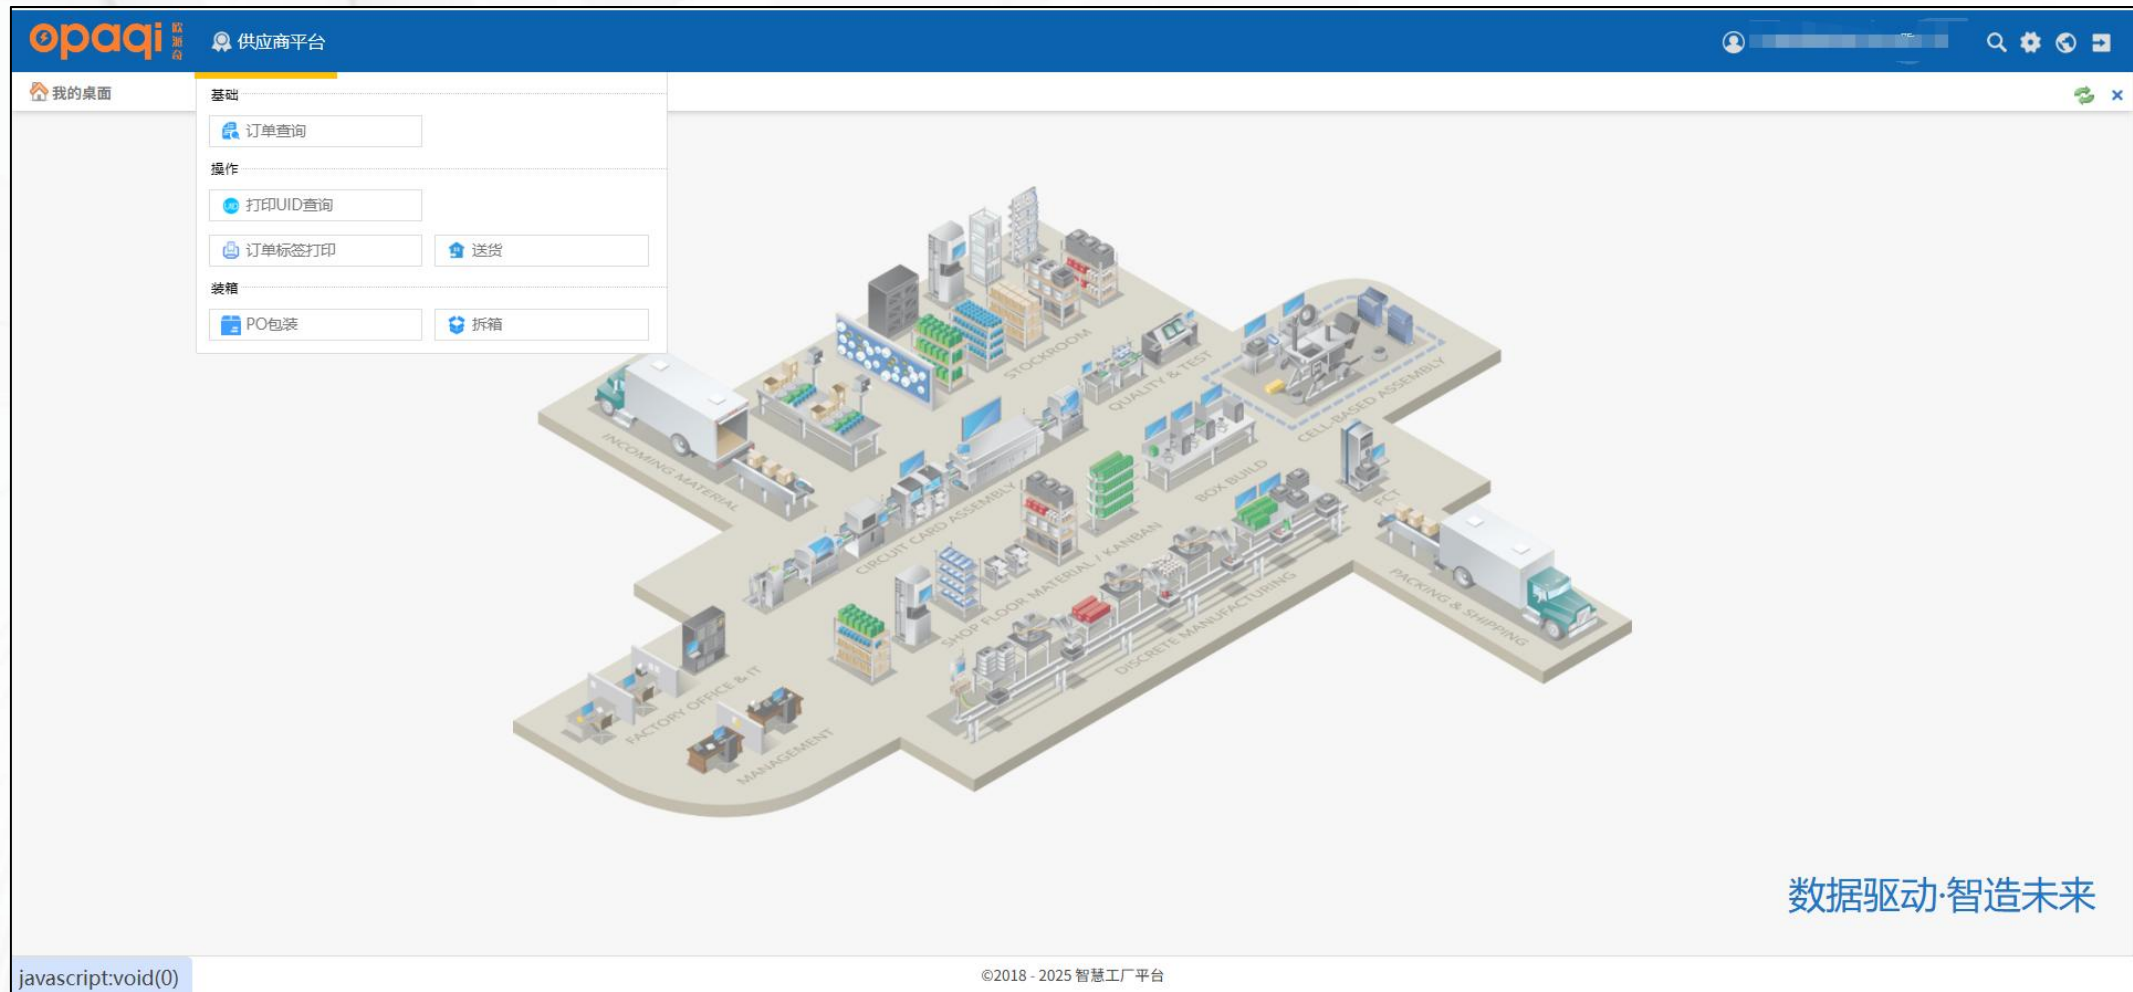 opaqi 欧派奇
供应商平台
我的桌面
基础
订单查询
操作
打印UID查询
订单标签打印
送货
装箱
PO包装
拆箱
STOCKROOM
QUALITY & TEST
CELL-BASED ASSEMBLY
INCOMING MATERIAL
CIRCUIT CARD ASSEMBLY
BOX BUILD
FCT
SHOP FLOOR MATERIAL / KANBAN
DISCRETE MANUFACTURING
PACKING & SHIPPING
FACTORY OFFICE & IT
MANAGEMENT
数据驱动·智造未来
javascript:void(0)
©2018 - 2025 智慧工厂平台